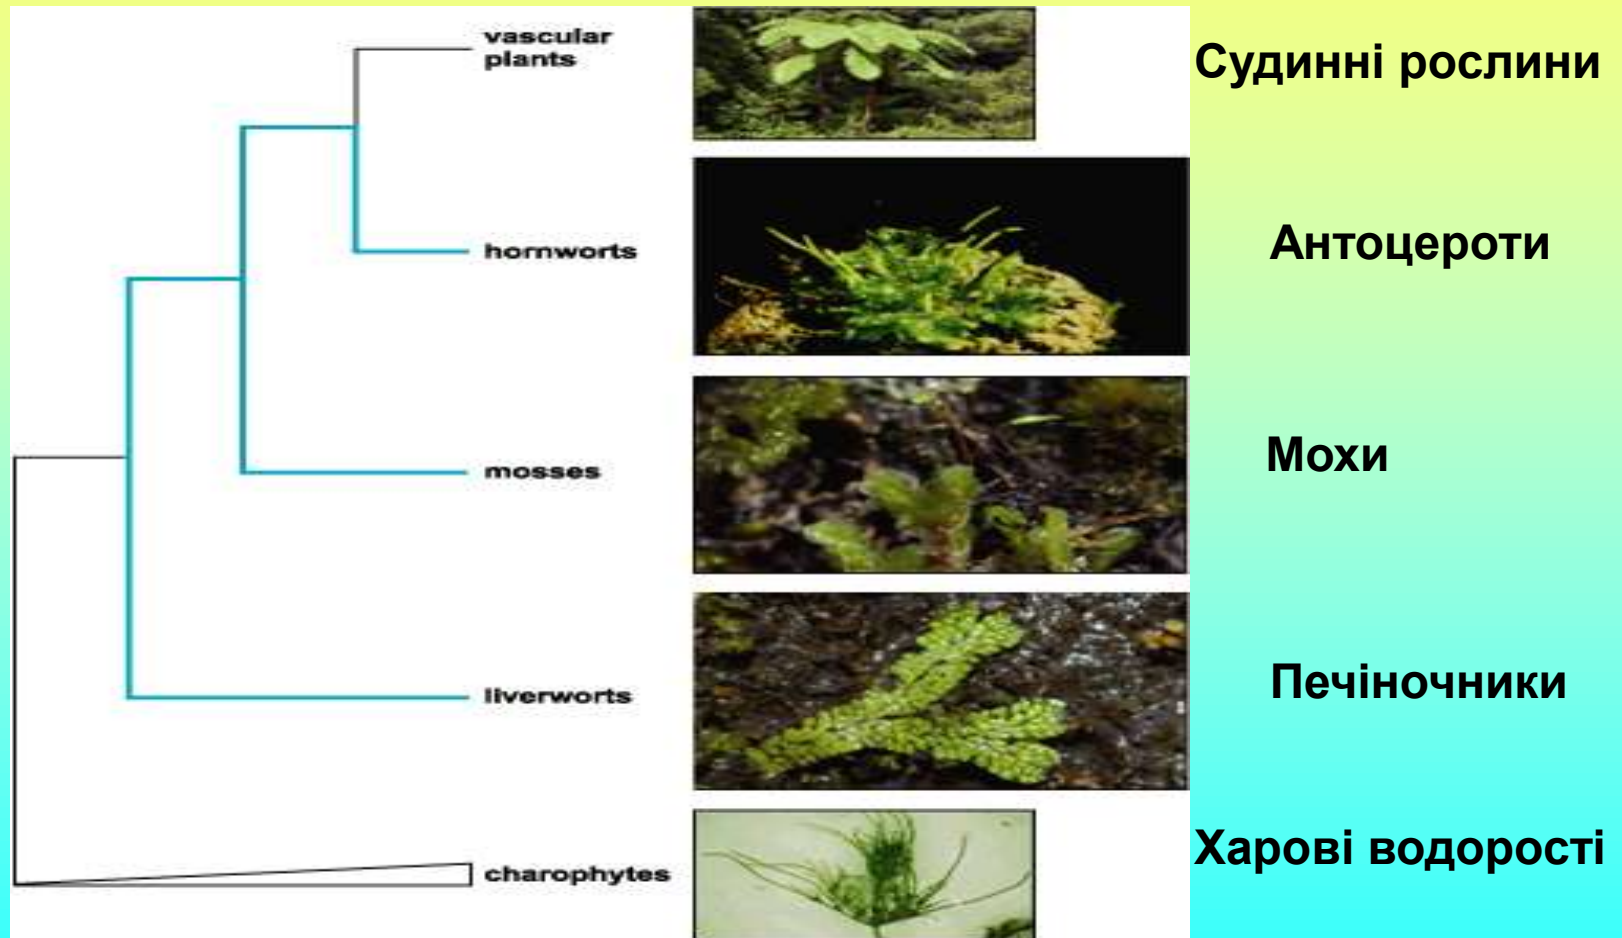 vascular
plants
Судинні рослини
hornworts
Антоцероти
mosses
Мохи
liverworts
Печіночники
charophytes
Харові водорості